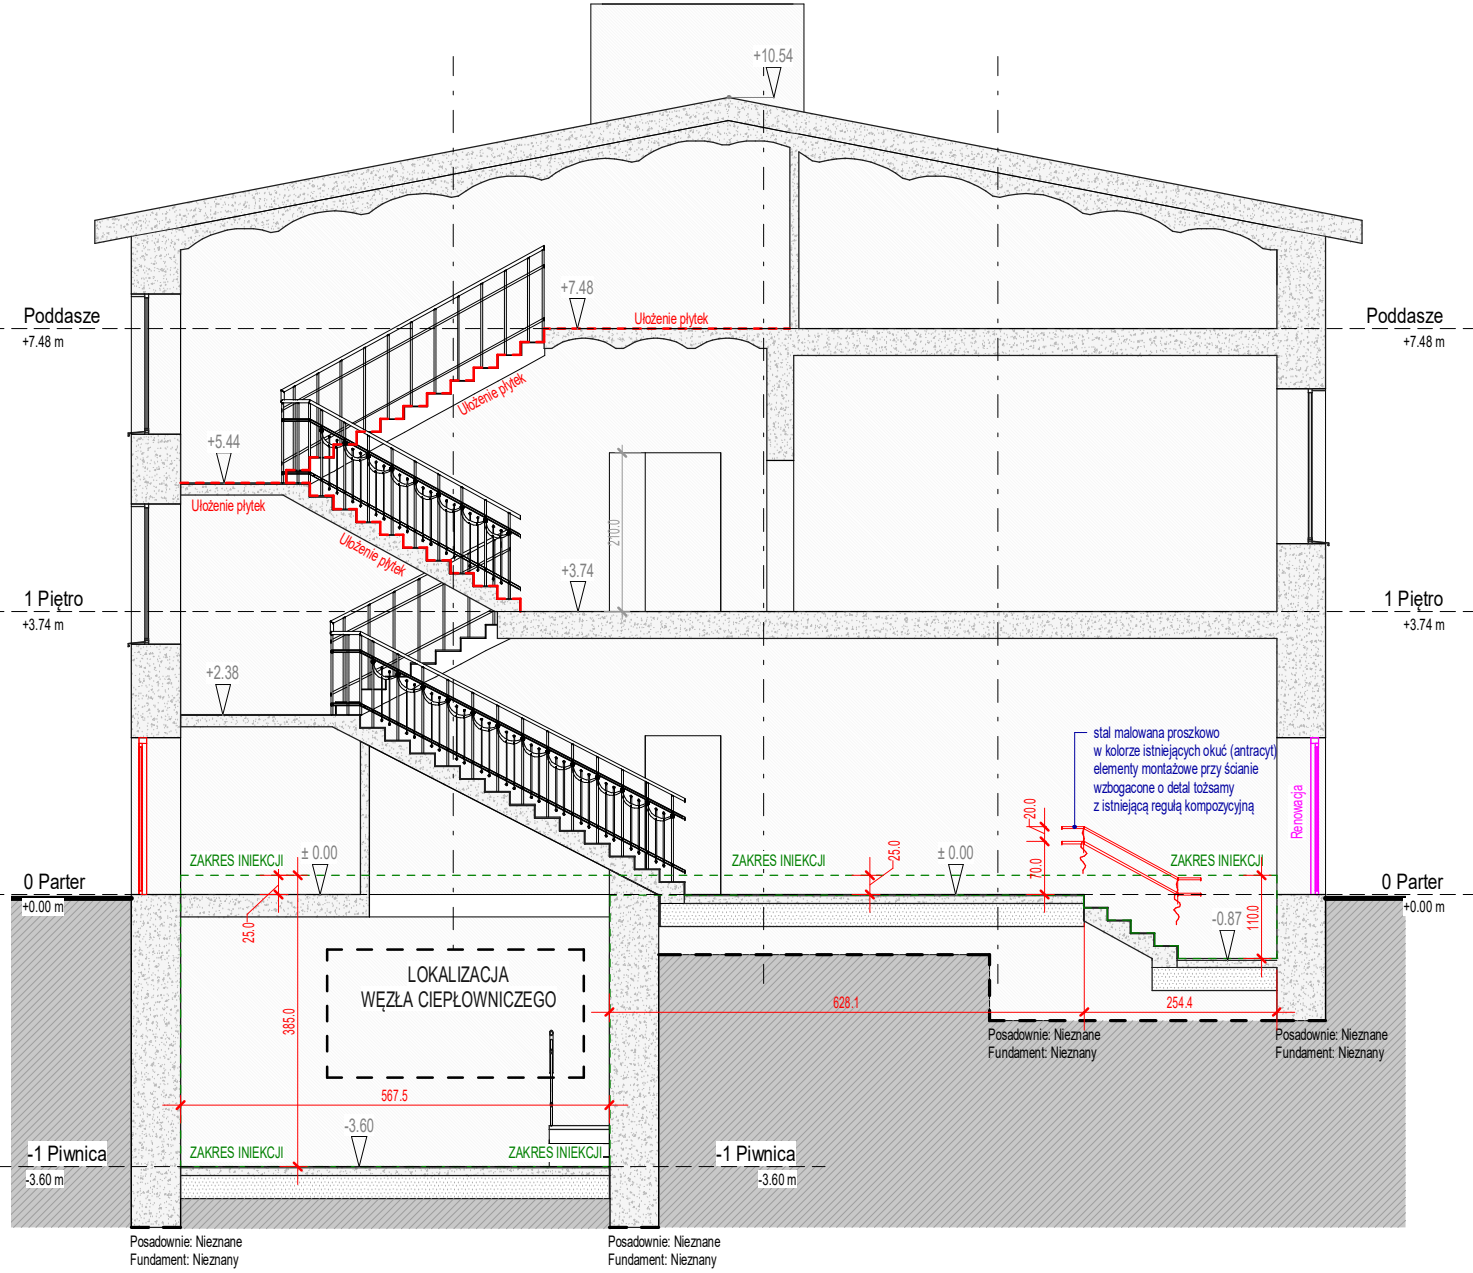 +10.54
Poddasze
+7.48 m
+7.48
Ułożenie płytek
Poddasze
+7.48 m
Ułożenie płytek
+5.44
Ułożenie płytek
Ułożenie płytek
210.0
+3.74
1 Piętro
+3.74 m
1 Piętro
+3.74 m
+2.38
stal malowana proszkowo
w kolorze istniejących okuć (antracyt)
elementy montażowe przy ścianie
wzbogacone o detal tożsamy
z istniejącą regułą kompozycyjną
Renowacja
20.0
70.0
ZAKRES INIEKCJI
± 0.00
ZAKRES INIEKCJI
25.0
± 0.00
ZAKRES INIEKCJI
0 Parter
+0.00 m
0 Parter
+0.00 m
25.0
-0.87
110.0
LOKALIZACJA
WĘZŁA CIEPŁOWNICZEGO
385.0
628.1
254.4
Posadownie: Nieznane
Fundament: Nieznany
Posadownie: Nieznane
Fundament: Nieznany
567.5
-3.60
ZAKRES INIEKCJI
ZAKRES INIEKCJI
-1 Piwnica
-3.60 m
-1 Piwnica
-3.60 m
Posadownie: Nieznane
Fundament: Nieznany
Posadownie: Nieznane
Fundament: Nieznany